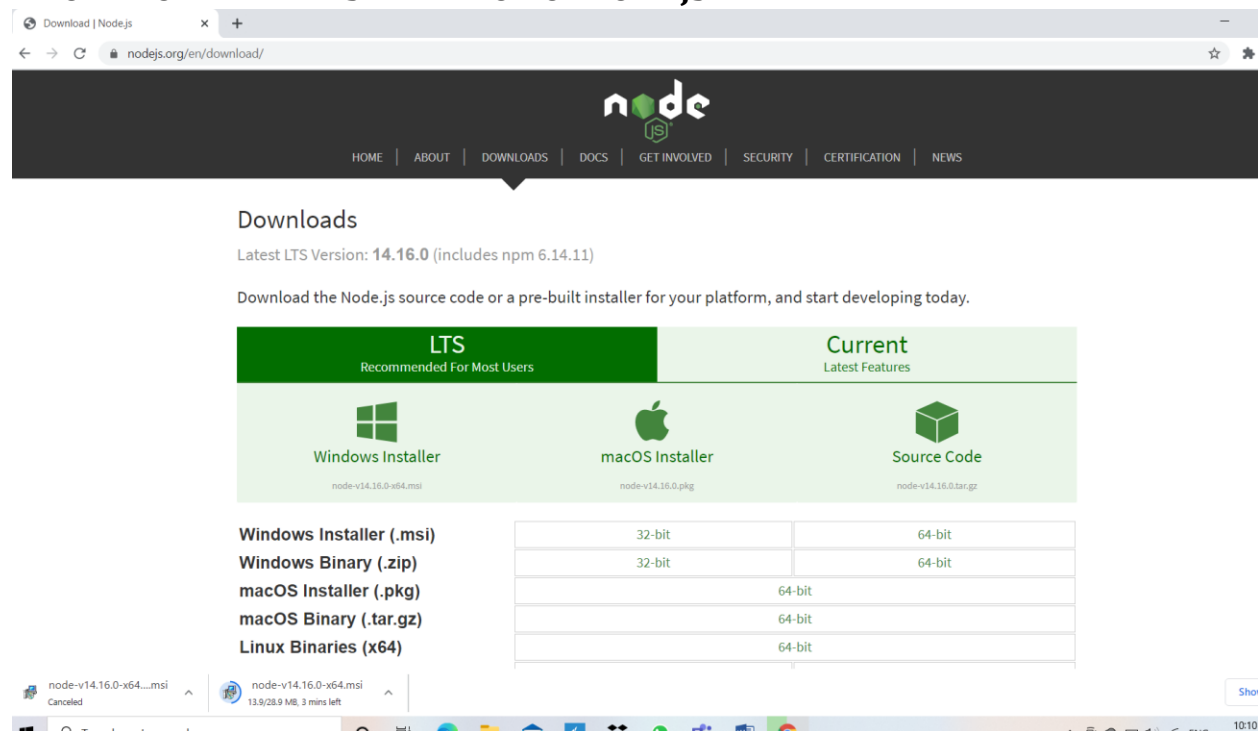 Download | Node.js
nodejs.org/en/download/
node
JS
HOME | ABOUT | DOWNLOADS | DOCS | GET INVOLVED | SECURITY | CERTIFICATION | NEWS
Downloads
Latest LTS Version: 14.16.0 (includes npm 6.14.11)
Download the Node.js source code or a pre-built installer for your platform, and start developing today.
LTS Current
Recommended For Most Users Latest Features
Windows Installer macOS Installer Source Code
node-v14.16.0-x64.msi node-v14.16.0.pkg node-v14.16.0.tar.gz
Windows Installer (.msi) 32-bit 64-bit
Windows Binary (.zip) 32-bit 64-bit
macOS Installer (.pkg) 64-bit
macOS Binary (.tar.gz) 64-bit
Linux Binaries (x64) 64-bit
node-v14.16.0-x64....msi node-v14.16.0-x64.msi Show
Canceled 13.9/28.9 MB, 3 mins left
10:10